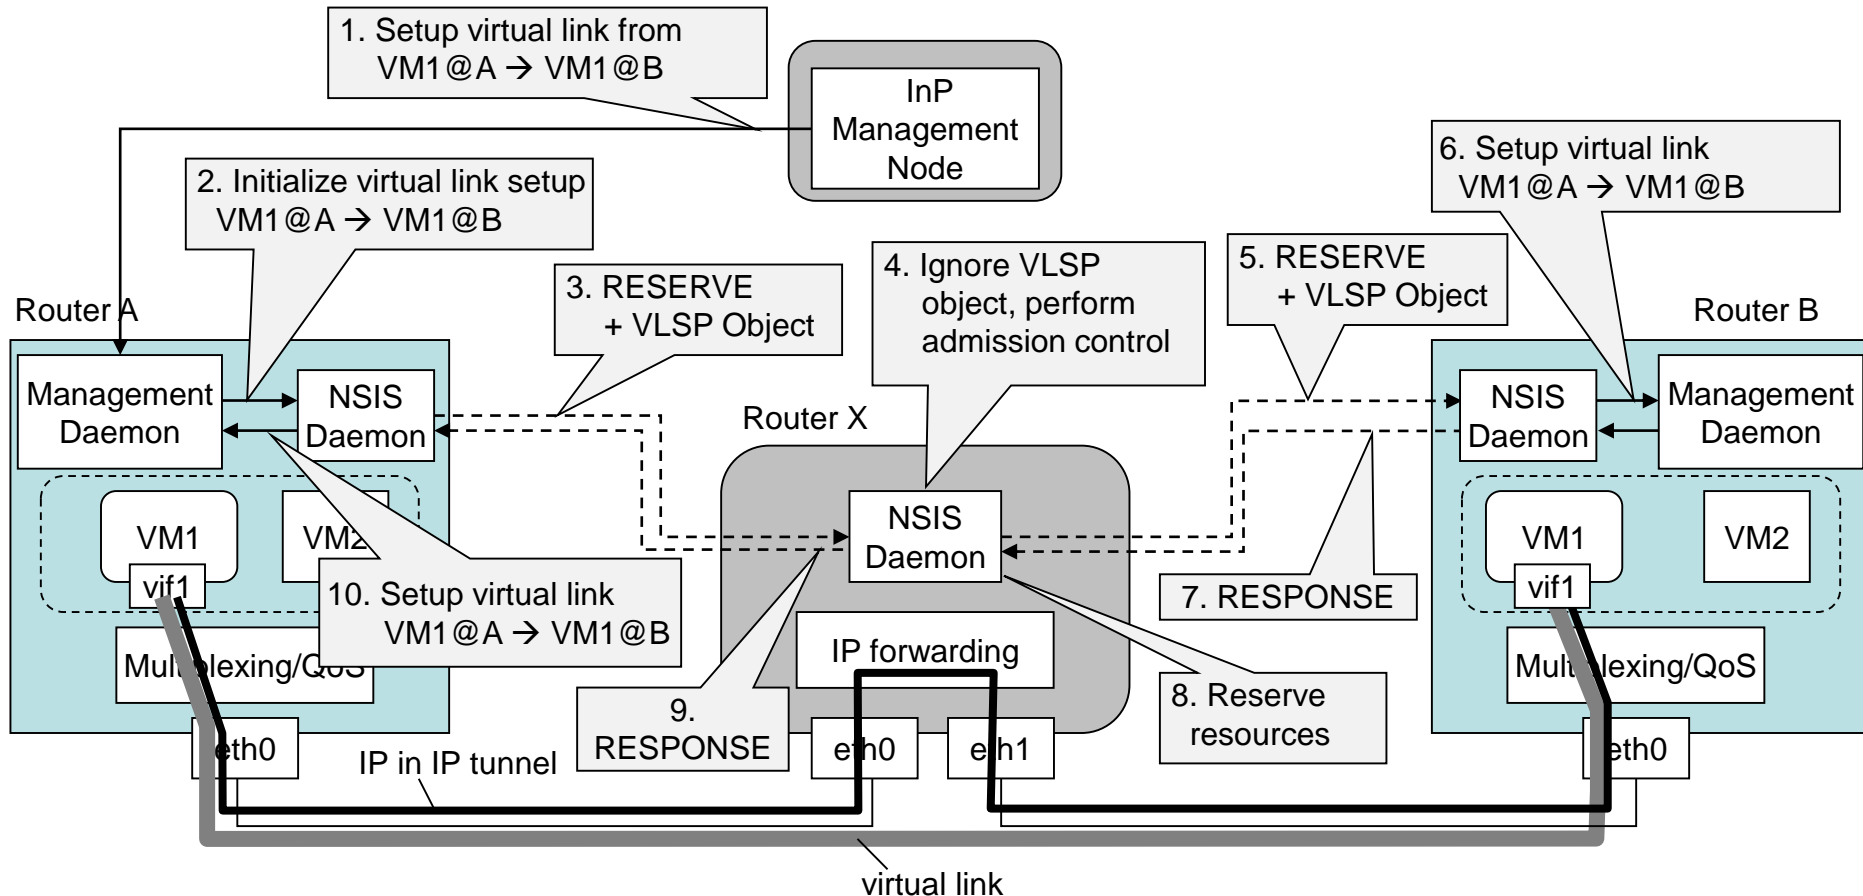 1. Setup virtual link from
VM1@A → VM1@B
InP
Management
Node
2. Initialize virtual link setup
VM1@A → VM1@B
6. Setup virtual link
VM1@A → VM1@B
3. RESERVE
+ VLSP Object
4. Ignore VLSP
object, perform
admission control
5. RESERVE
+ VLSP Object
Router A
Router B
Management
Daemon
NSIS
Daemon
Router X
NSIS
Daemon
Management
Daemon
VM1
VM2
vif1
NSIS
Daemon
VM1
VM2
vif1
10. Setup virtual link
VM1@A → VM1@B
7. RESPONSE
Multiplexing/QoS
IP forwarding
Multiplexing/QoS
9.
RESPONSE
8. Reserve
resources
eth0
IP in IP tunnel
eth0
eth1
eth0
virtual link